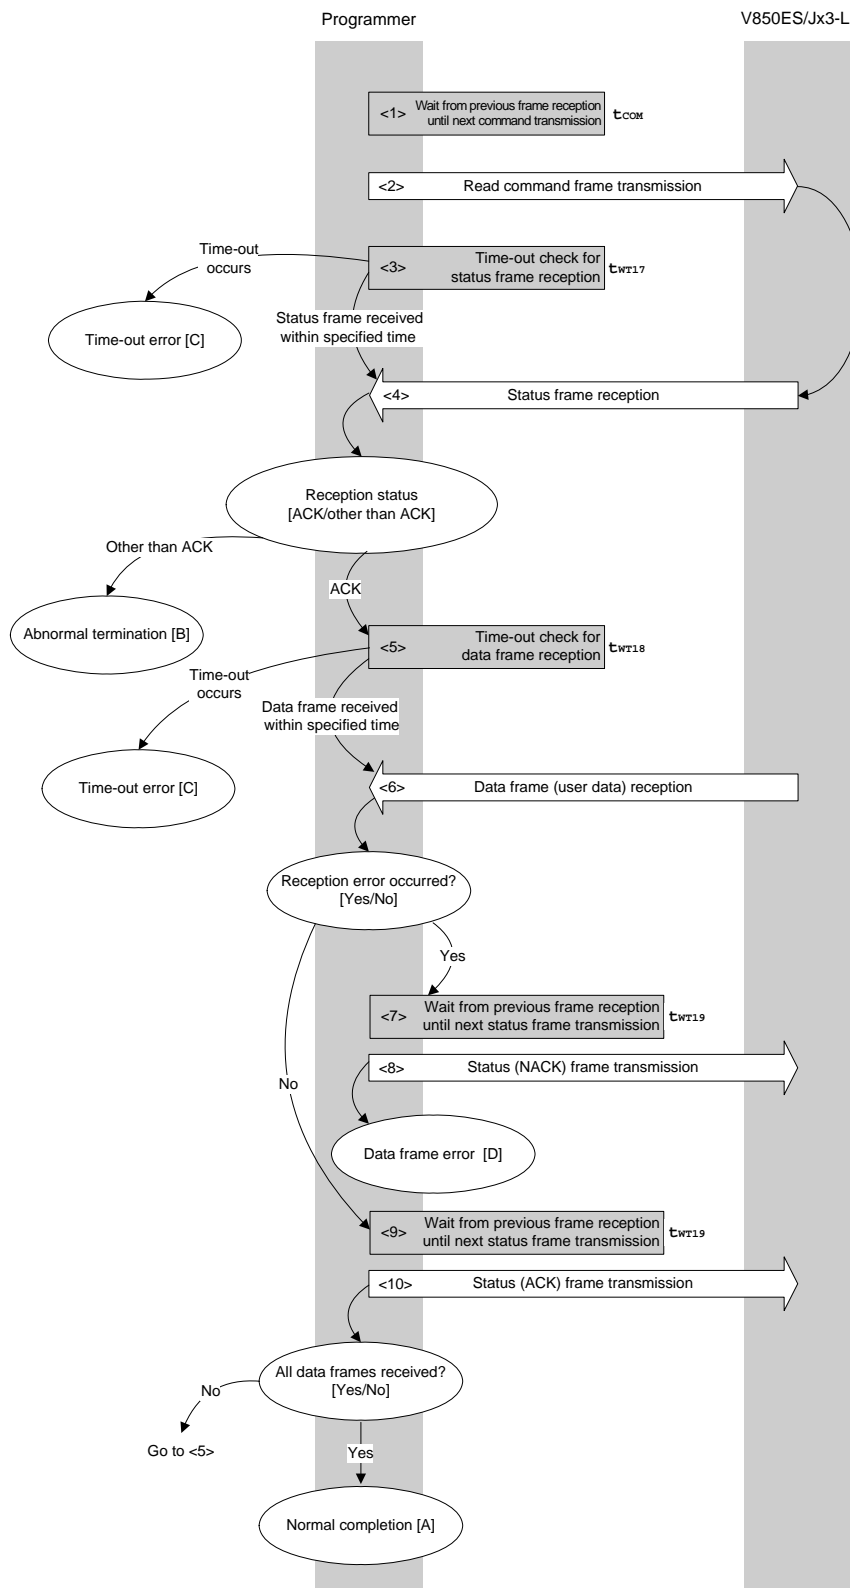 Programmer
V850ES/Jx3-L
<1> Wait from previous frame reception
until next command transmission
tCOM
<2> Read command frame transmission
Time-out
occurs
<3> Time-out check for
status frame reception
tWT17
Status frame received
within specified time
Time-out error [C]
<4> Status frame reception
Reception status
[ACK/other than ACK]
Other than ACK
ACK
Abnormal termination [B]
<5> Time-out check for
data frame reception
tWT18
Time-out
occurs
Data frame received
within specified time
Time-out error [C]
<6> Data frame (user data) reception
Reception error occurred?
[Yes/No]
Yes
<7> Wait from previous frame reception
until next status frame transmission
tWT19
<8> Status (NACK) frame transmission
No
Data frame error [D]
<9> Wait from previous frame reception
until next status frame transmission
tWT19
<10> Status (ACK) frame transmission
All data frames received?
[Yes/No]
No
Go to <5>
Yes
Normal completion [A]